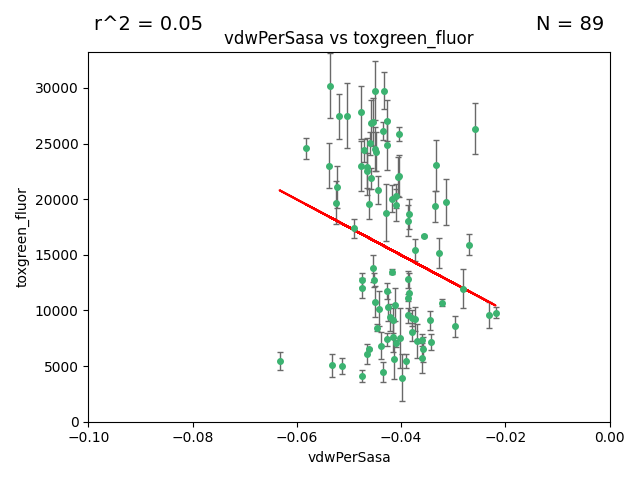 r^2 = 0.05
N = 89
vdwPerSasa vs toxgreen_fluor
30000
25000
20000
15000
10000
5000
0
toxgreen_fluor
−0.10
−0.08
−0.06
−0.04
−0.02
0.00
vdwPerSasa